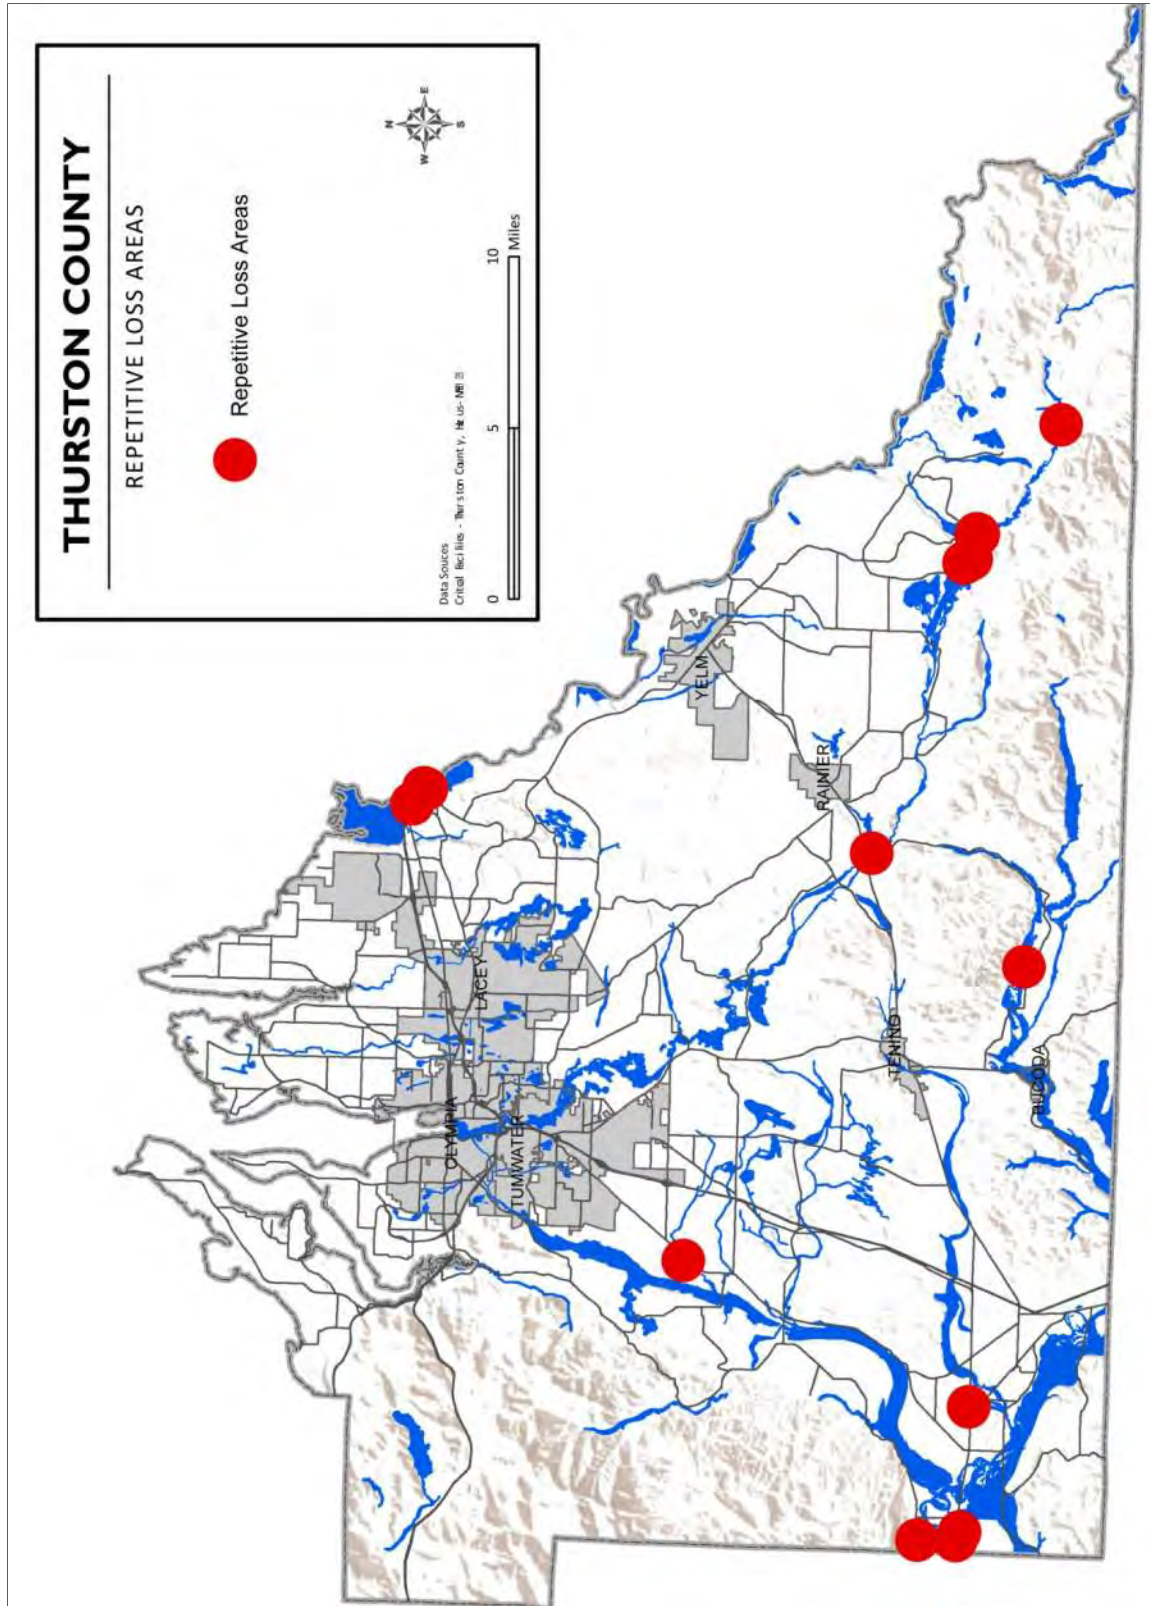 THURSTON COUNTY
REPETITIVE LOSS AREAS
Repetitive Loss Areas
N
E
S
W
Data Souces
0
5
10
Miles
OLYMPIA
LACEY
TUMWATER
YELM
RAINIER
TENINO
BUCODA